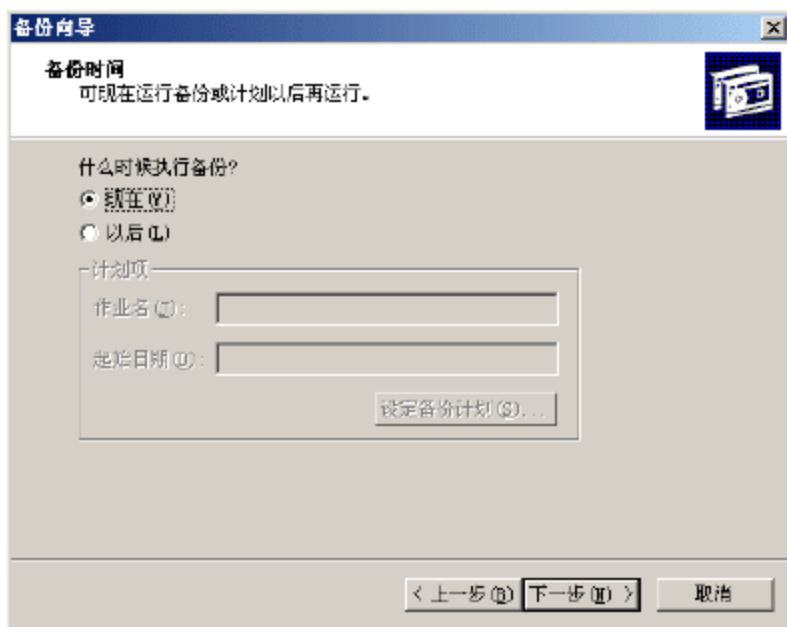 备份向导
备份时间
可现在运行备份或计划以后再运行。
什么时候执行备份?
现在(W)
以后(L)
计划项
作业名(J):
起始日期(D):
设定备份计划(S)...
< 上一步(B)
下一步(N) >
取消